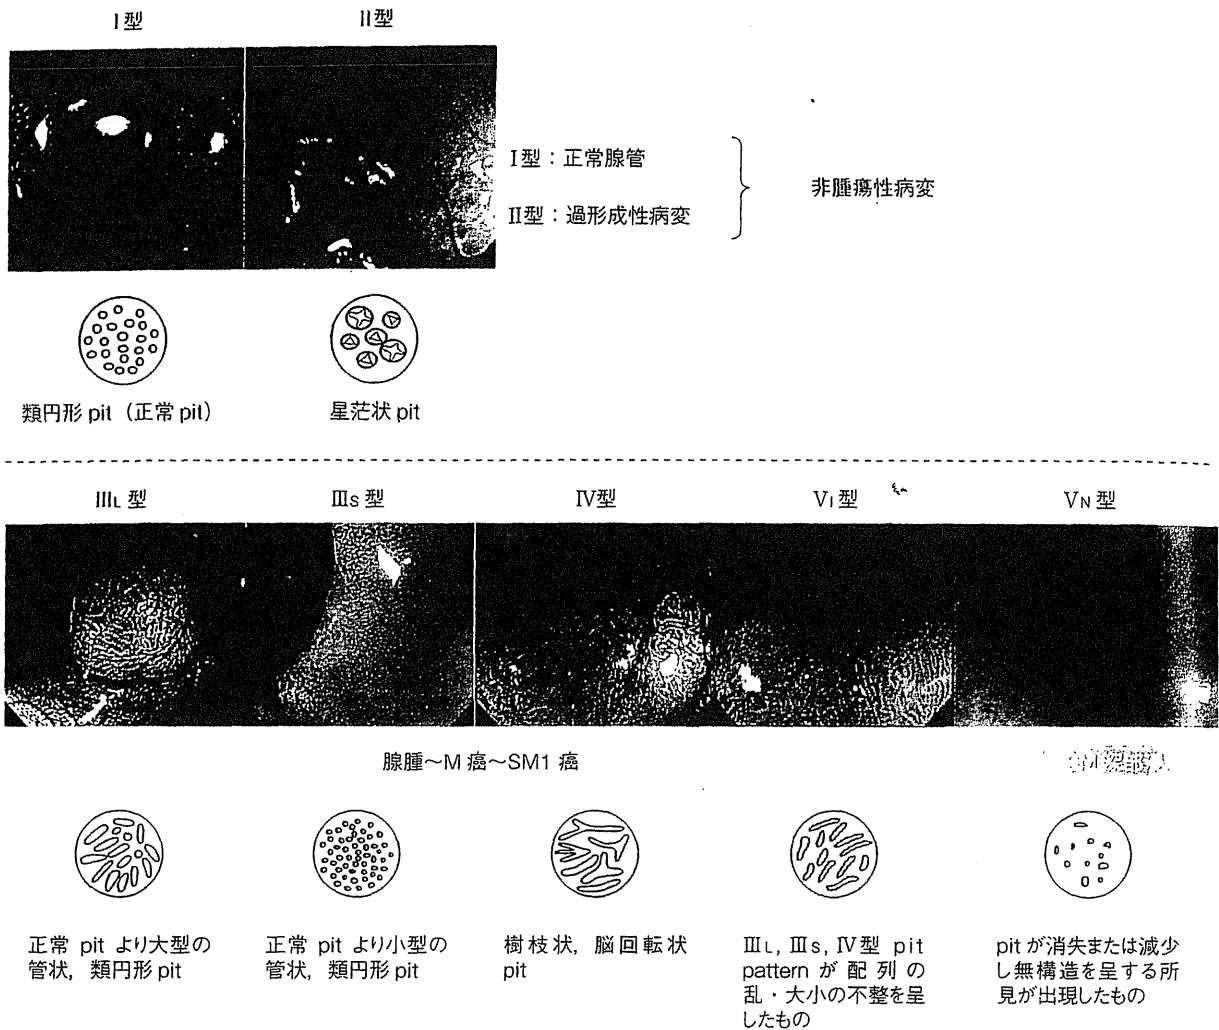 I型
II型
I型：正常腺管
II型：過形成性病変
非腫瘍性病変
類円形 pit（正常 pit）
星茫状 pit
IIIL 型
IIIS 型
IV型
VI 型
VN 型
腺腫～M 癌～SM1 癌
正常 pit より大型の
管状，類円形 pit
正常 pit より小型の
管状，類円形 pit
樹枝状，脳回転状
pit
IIIL, IIIS, IV型 pit
pattern が 配 列 の
乱・大小の不整を呈
したもの
pit が消失または減少
し無構造を呈する所
見が出現したもの